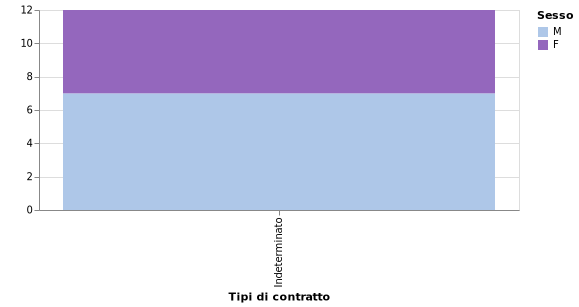 12
10
8
6
4
2
0
Indeterminato
Tipi di contratto
Sesso
M
F